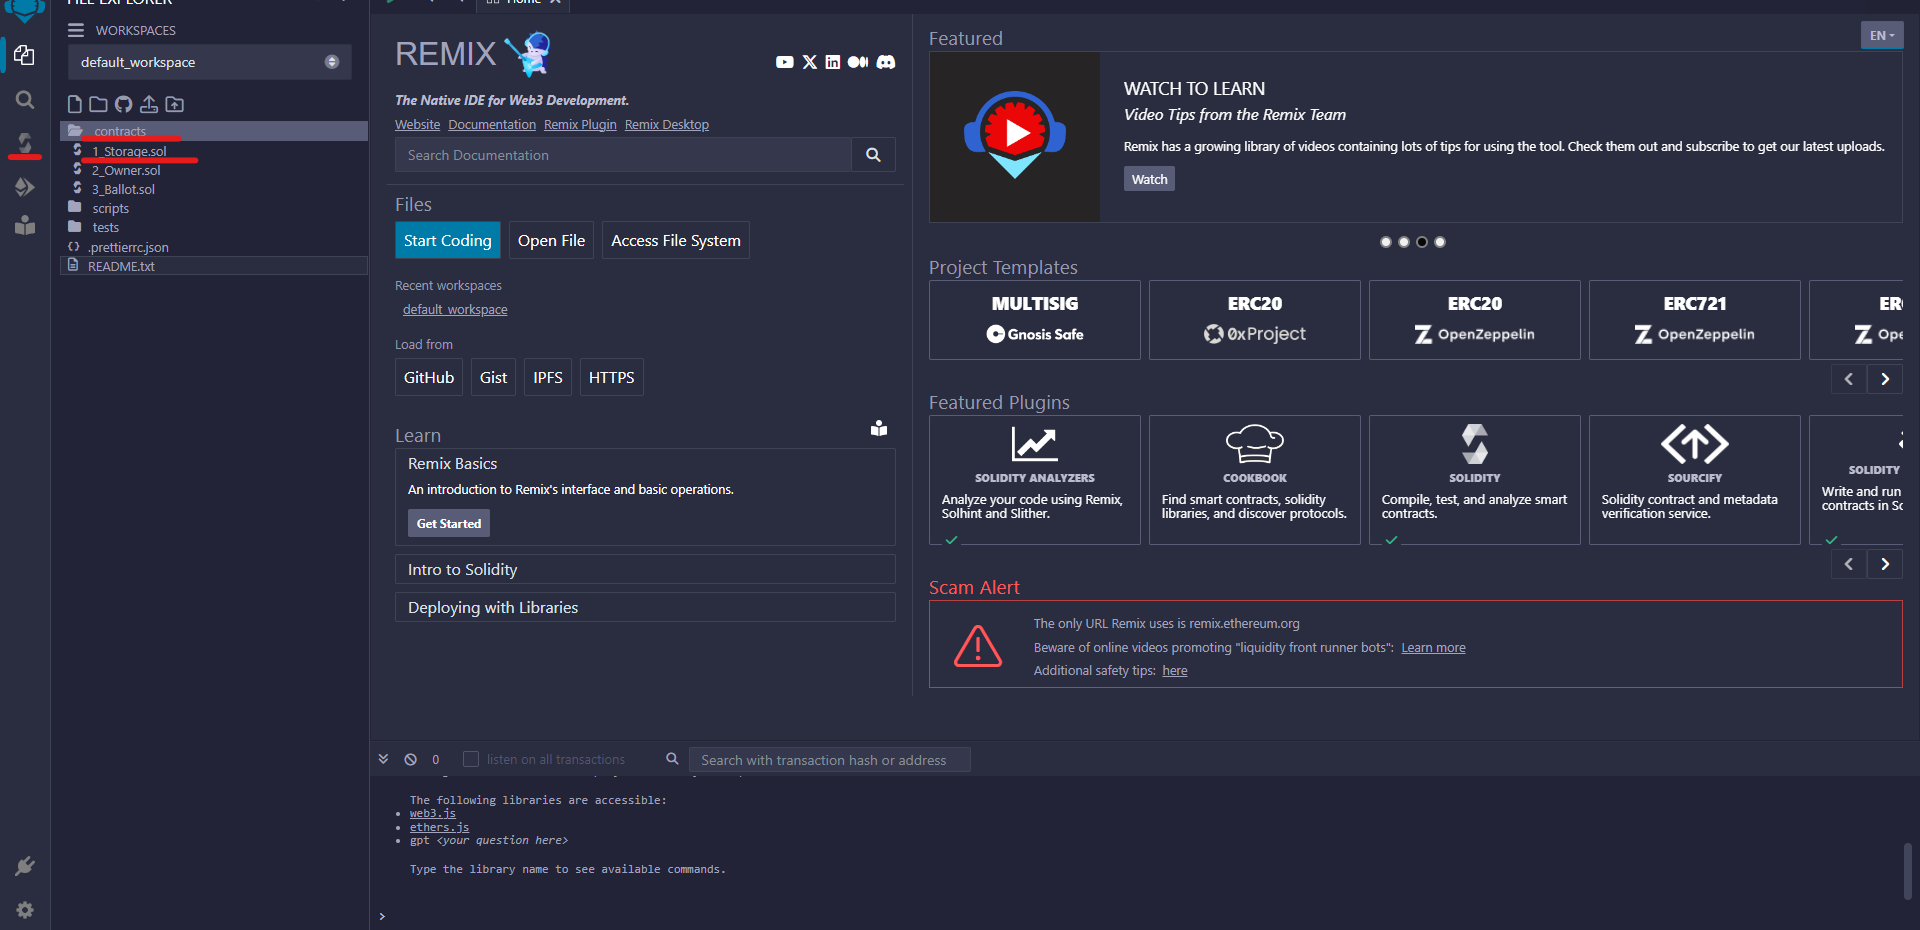 FILE EXPLORER
Home
WORKSPACES
default_workspace
contracts
1_Storage.sol
2_Owner.sol
3_Ballot.sol
scripts
tests
.prettierrc.json
README.txt
REMIX
The Native IDE for Web3 Development.
Website Documentation Remix Plugin Remix Desktop
Search Documentation
Files
Start Coding Open File Access File System
Recent workspaces
default_workspace
Load from
GitHub Gist IPFS HTTPS
Learn
Remix Basics
An introduction to Remix's interface and basic operations.
Get Started
Intro to Solidity
Deploying with Libraries
Featured
EN
WATCH TO LEARN
Video Tips from the Remix Team
Remix has a growing library of videos containing lots of tips for using the tool. Check them out and subscribe to get our latest uploads.
Watch
Project Templates
MULTISIG
Gnosis Safe
ERC20
0xProject
ERC20
OpenZeppelin
ERC721
OpenZeppelin
ER
Ope
Featured Plugins
SOLIDITY ANALYZERS
Analyze your code using Remix,
Solhint and Slither.
COOKBOOK
Find smart contracts, solidity
libraries, and discover protocols.
SOLIDITY
Compile, test, and analyze smart
contracts.
SOURCIFY
Solidity contract and metadata
verification service.
SOLIDITY
Write and run
contracts in So
Scam Alert
The only URL Remix uses is remix.ethereum.org
Beware of online videos promoting "liquidity front runner bots": Learn more
Additional safety tips: here
0 listen on all transactions Search with transaction hash or address
The following libraries are accessible:
• web3.js
• ethers.js
• gpt <your question here>
Type the library name to see available commands.
>